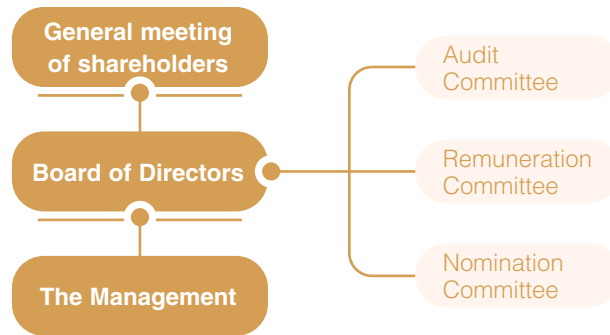 General meeting
of shareholders
Board of Directors
The Management
Audit
Committee
Remuneration
Committee
Nomination
Committee